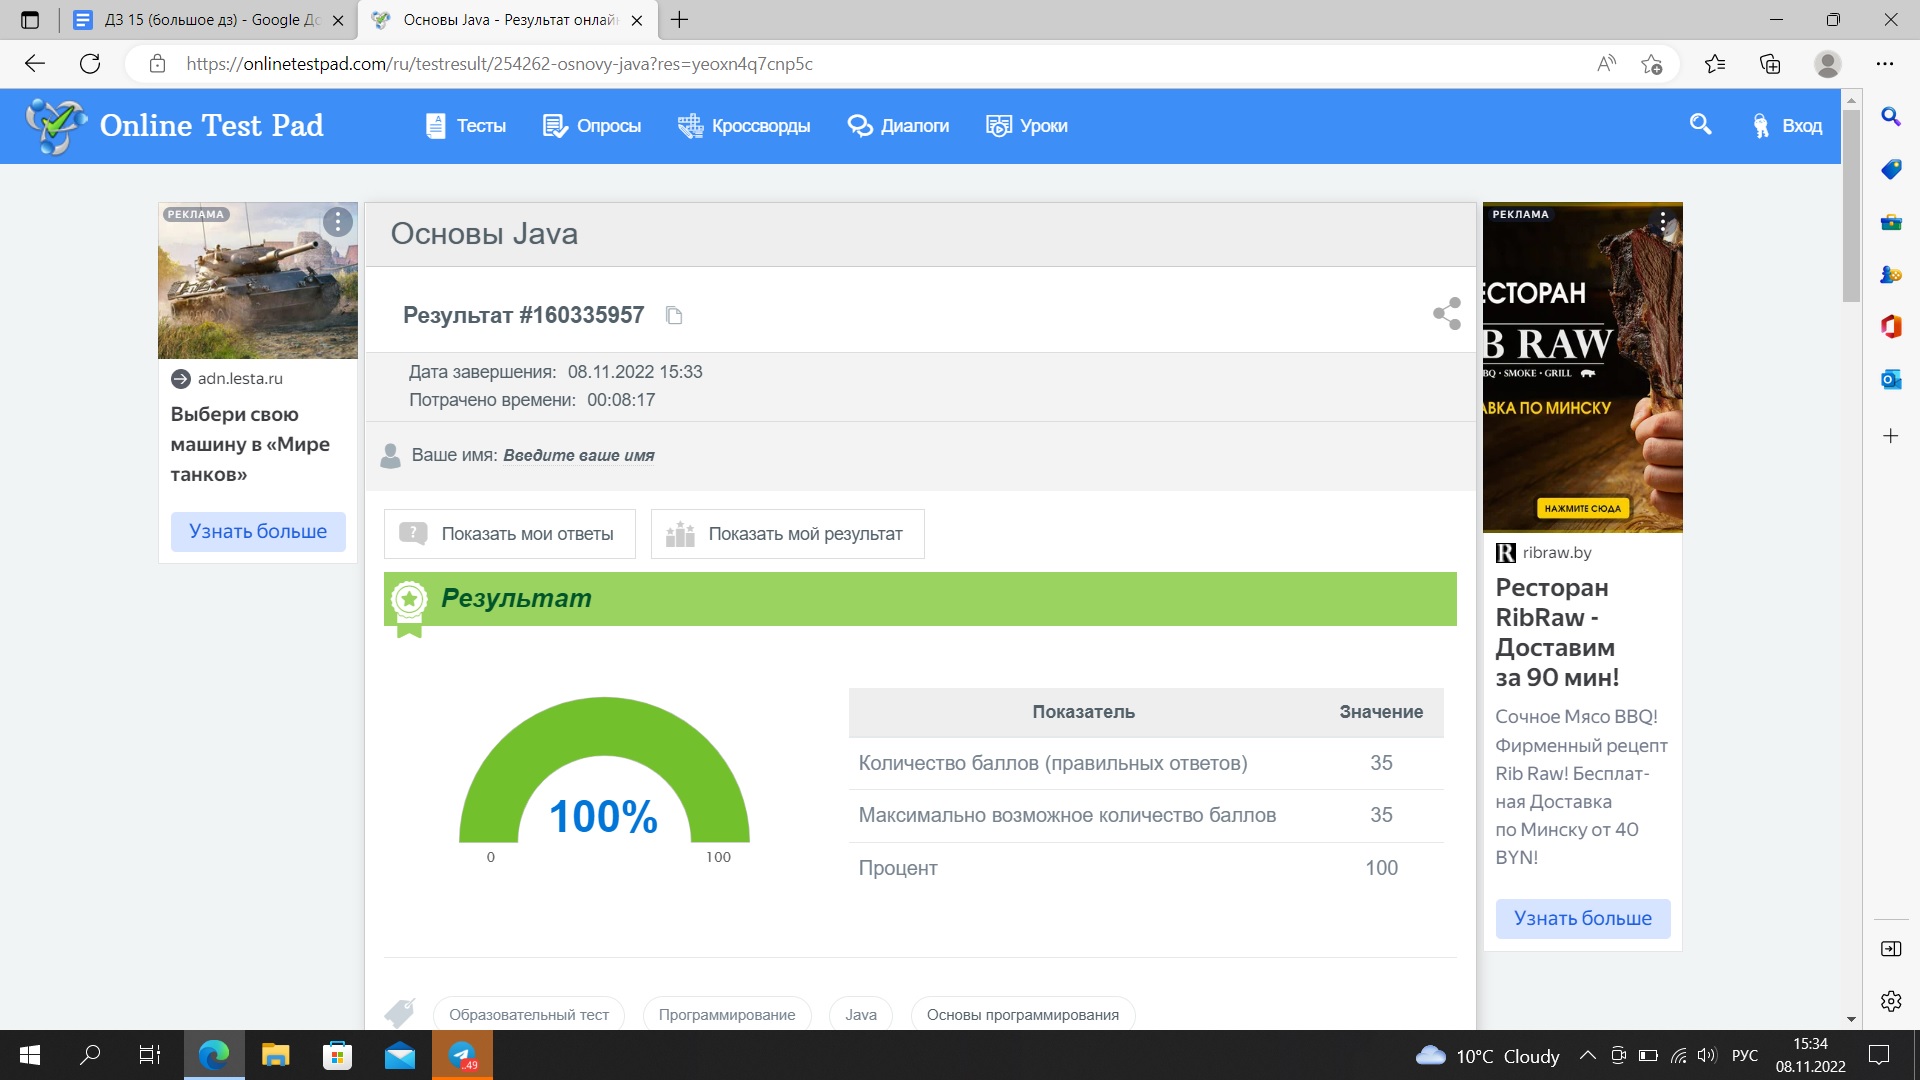 ДЗ 15 (большое дз) - Google До
Основы Java - Результат онлайн
https://onlinetestpad.com/ru/testresult/254262-osnovy-java?res=yeoxn4q7cnp5c
Online Test Pad
Тесты
Опросы
Кроссворды
Диалоги
Уроки
Вход
РЕКЛАМА
adn.lesta.ru
Выбери свою
машину в «Мире
танков»
Узнать больше
Основы Java
Результат #160335957
Дата завершения: 08.11.2022 15:33
Потрачено времени: 00:08:17
Ваше имя: Введите ваше имя
Показать мои ответы
Показать мой результат
Результат
100%
0
100
Показатель Значение
Количество баллов (правильных ответов) 35
Максимально возможное количество баллов 35
Процент 100
Образовательный тест
Программирование
Java
Основы программирования
РЕКЛАМА
ЕСТОРАН
B RAW
BQ · SMOKE · GRILL
АВКА ПО МИНСКУ
НАЖМИТЕ СЮДА
R ribraw.by
Ресторан
RibRaw -
Доставим
за 90 мин!
Сочное Мясо BBQ!
Фирменный рецепт
Rib Raw! Бесплат-
ная Доставка
по Минску от 40
BYN!
Узнать больше
..49
10°C Cloudy
РУС
15:34
08.11.2022